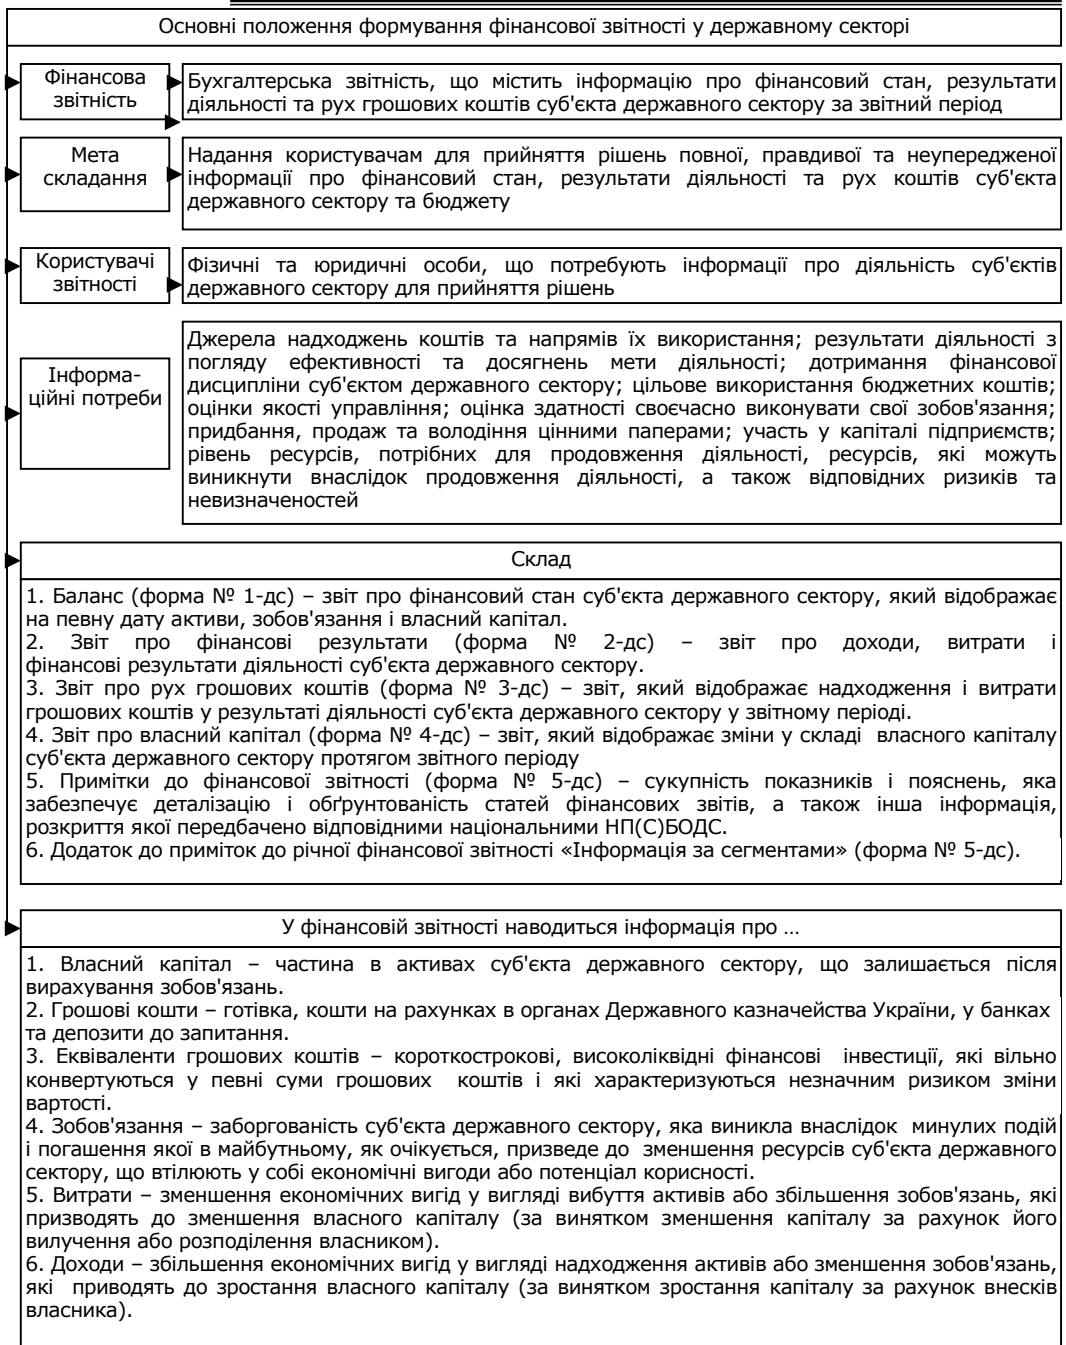 Основні положення формування фінансової звітності у державному секторі
Фінансова
звітність
Бухгалтерська звітність, що містить інформацію про фінансовий стан, результати
діяльності та рух грошових коштів суб'єкта державного сектору за звітний період
Мета
складання
Надання користувачам для прийняття рішень повної, правдивої та неупередженої
інформації про фінансовий стан, результати діяльності та рух коштів суб'єкта
державного сектору та бюджету
Користувачі
звітності
Фізичні та юридичні особи, що потребують інформації про діяльність суб'єктів
державного сектору для прийняття рішень
Інформа-
ційні потреби
Джерела надходжень коштів та напрямів їх використання; результати діяльності з
погляду ефективності та досягнень мети діяльності; дотримання фінансової
дисципліни суб'єктом державного сектору; цільове використання бюджетних коштів;
оцінки якості управління; оцінка здатності своєчасно виконувати свої зобов'язання;
придбання, продаж та володіння цінними паперами; участь у капіталі підприємств;
рівень ресурсів, потрібних для продовження діяльності, ресурсів, які можуть
виникнути внаслідок продовження діяльності, а також відповідних ризиків та
невизначеностей
Склад
1. Баланс (форма № 1-дс) – звіт про фінансовий стан суб'єкта державного сектору, який відображає
на певну дату активи, зобов'язання і власний капітал.
2. Звіт про фінансові результати (форма № 2-дс) – звіт про доходи, витрати і
фінансові результати діяльності суб'єкта державного сектору.
3. Звіт про рух грошових коштів (форма № 3-дс) – звіт, який відображає надходження і витрати
грошових коштів у результаті діяльності суб'єкта державного сектору у звітному періоді.
4. Звіт про власний капітал (форма № 4-дс) – звіт, який відображає зміни у складі власного капіталу
суб'єкта державного сектору протягом звітного періоду
5. Примітки до фінансової звітності (форма № 5-дс) – сукупність показників і пояснень, яка
забезпечує деталізацію і обґрунтованість статей фінансових звітів, а також інша інформація,
розкриття якої передбачено відповідними національними НП(С)БОДС.
6. Додаток до приміток до річної фінансової звітності «Інформація за сегментами» (форма № 5-дс).
У фінансовій звітності наводиться інформація про ...
1. Власний капітал – частина в активах суб'єкта державного сектору, що залишається після
вирахування зобов'язань.
2. Грошові кошти – готівка, кошти на рахунках в органах Державного казначейства України, у банках
та депозити до запитання.
3. Еквіваленти грошових коштів – короткострокові, високоліквідні фінансові інвестиції, які вільно
конвертуються у певні суми грошових коштів і які характеризуються незначним ризиком зміни
вартості.
4. Зобов'язання – заборгованість суб'єкта державного сектору, яка виникла внаслідок минулих подій
і погашення якої в майбутньому, як очікується, призведе до зменшення ресурсів суб'єкта державного
сектору, що втілюють у собі економічні вигоди або потенціал корисності.
5. Витрати – зменшення економічних вигід у вигляді вибуття активів або збільшення зобов'язань, які
призводять до зменшення власного капіталу (за винятком зменшення капіталу за рахунок його
вилучення або розподілення власником).
6. Доходи – збільшення економічних вигід у вигляді надходження активів або зменшення зобов'язань,
які приводять до зростання власного капіталу (за винятком зростання капіталу за рахунок внесків
власника).